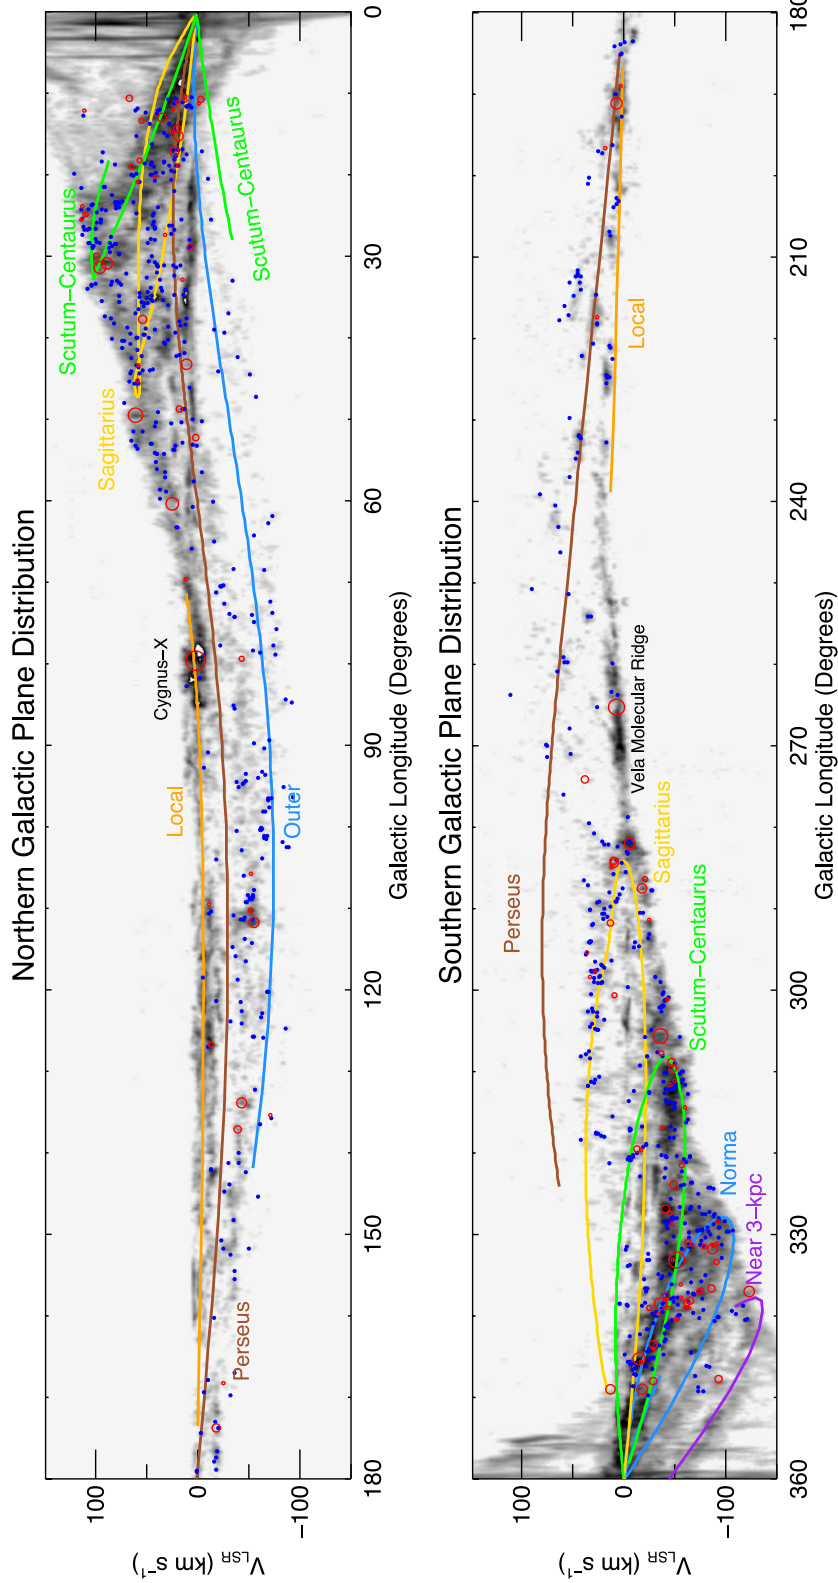 Northern Galactic Plane Distribution
V_LSR (km s⁻¹)
100
0
−100
180
150
120
90
60
30
0
Galactic Longitude (Degrees)
Perseus
Local
Outer
Cygnus−X
Sagittarius
Scutum−Centaurus
Scutum−Centaurus
Southern Galactic Plane Distribution
V_LSR (km s⁻¹)
100
0
−100
360
330
300
270
240
210
180
Galactic Longitude (Degrees)
Near 3−kpc
Norma
Scutum−Centaurus
Sagittarius
Perseus
Vela Molecular Ridge
Local